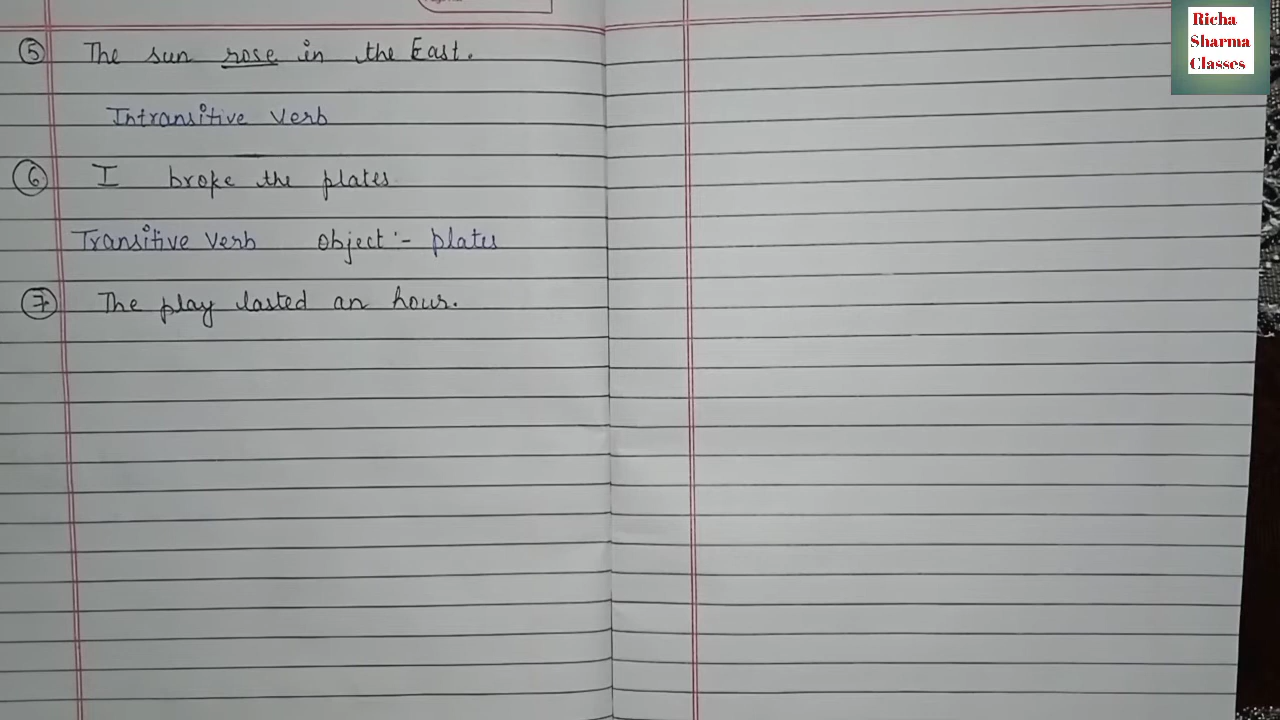 Richa
Sharma
Classes
5 The sun rose in the East.
Intransitive Verb
6 I broke the plates
Transitive Verb object :- plates
7 The play lasted an hour.